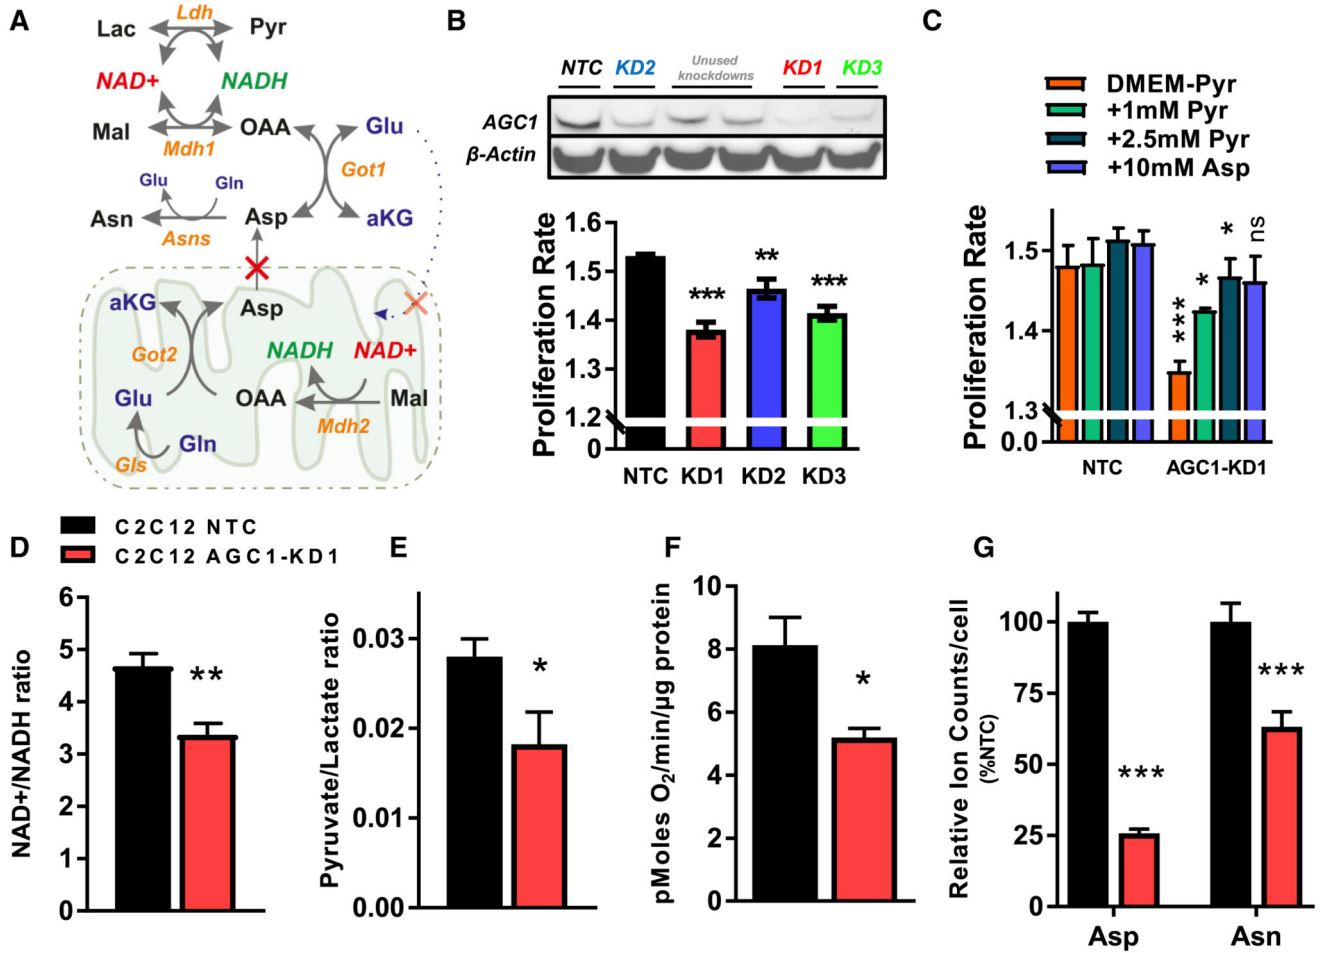 A
Ldh
Lac
Pyr
NAD+
NADH
Mal
OAA
Glu
Mdh1
Got1
Glu
Gln
Asn
Asp
aKG
Asns
aKG
Asp
Got2
NADH
NAD+
Glu
OAA
Mal
Mdh2
Gln
Gls
B
NTC
KD2
Unused
knockdowns
KD1
KD3
AGC1
β-Actin
Proliferation Rate
1.6
1.5
1.4
1.3
1.2
0
***
**
***
NTC
KD1
KD2
KD3
C
DMEM-Pyr
+1mM Pyr
+2.5mM Pyr
+10mM Asp
Proliferation Rate
1.5
1.4
1.3
0.0
***
*
*
ns
NTC
AGC1-KD1
C2C12 NTC
C2C12 AGC1-KD1
D
NAD+/NADH ratio
6
5
4
3
2
1
0
**
E
Pyruvate/Lactate ratio
0.03
0.02
0.01
0.00
*
F
pMoles O2/min/µg protein
10
8
6
4
2
0
*
G
Relative Ion Counts/cell
(%NTC)
100
75
50
25
0
***
***
Asp
Asn